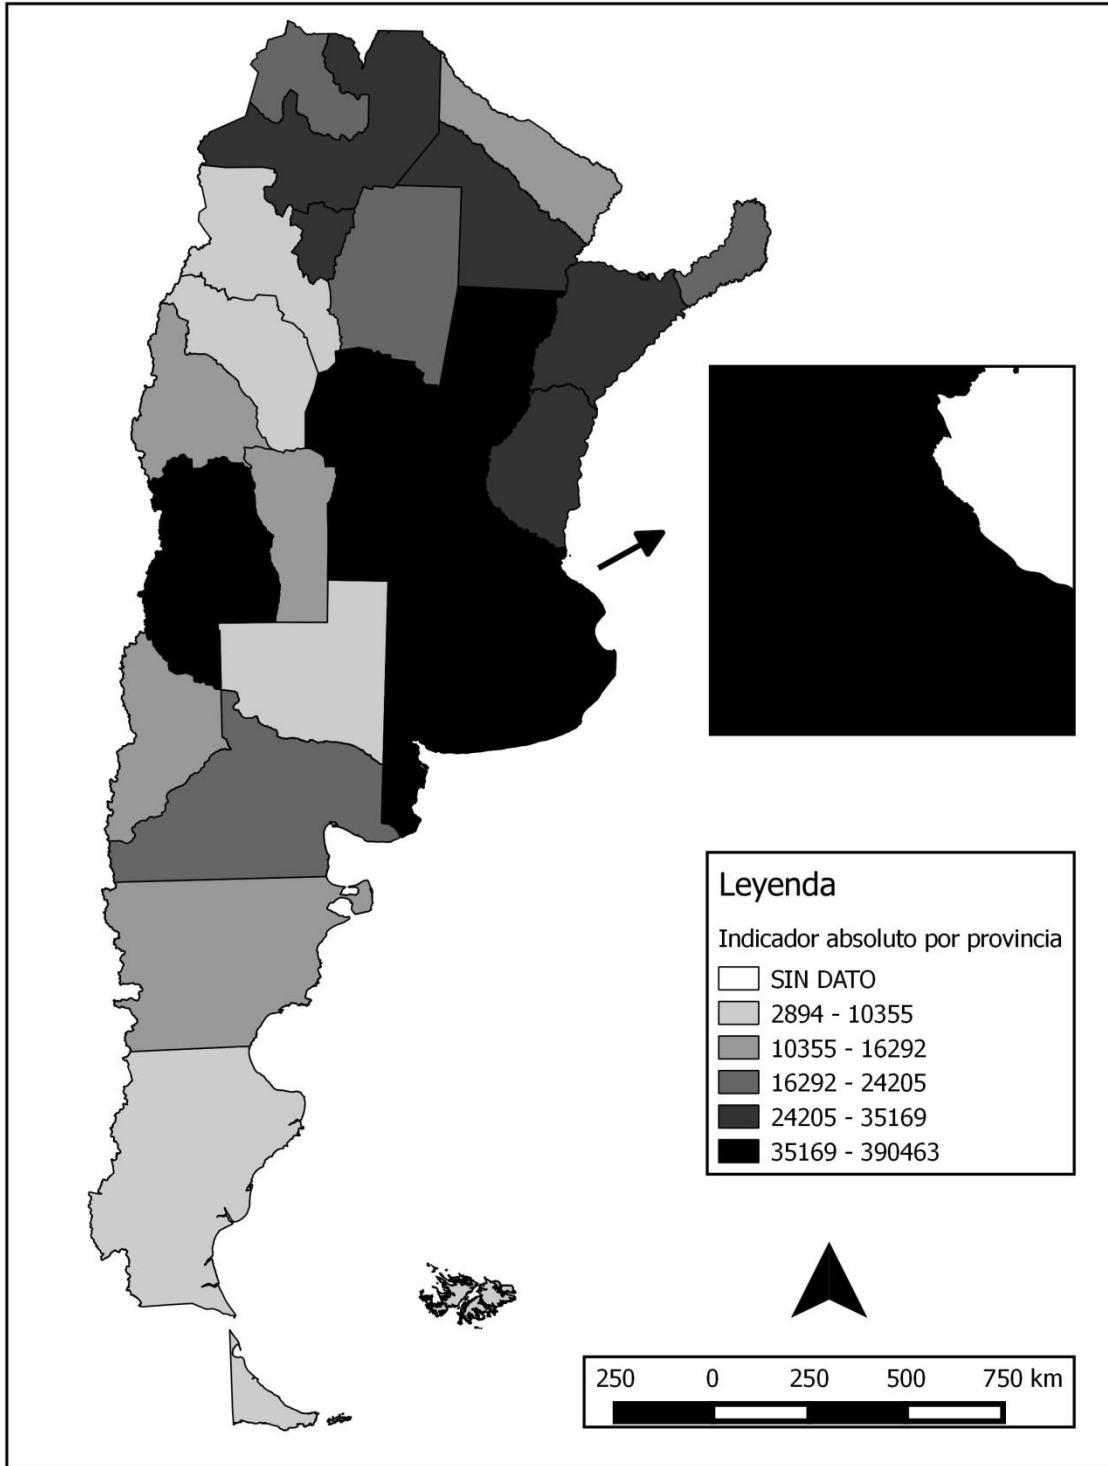 Leyenda
Indicador absoluto por provincia
SIN DATO
2894 - 10355
10355 - 16292
16292 - 24205
24205 - 35169
35169 - 390463
250 0 250 500 750 km